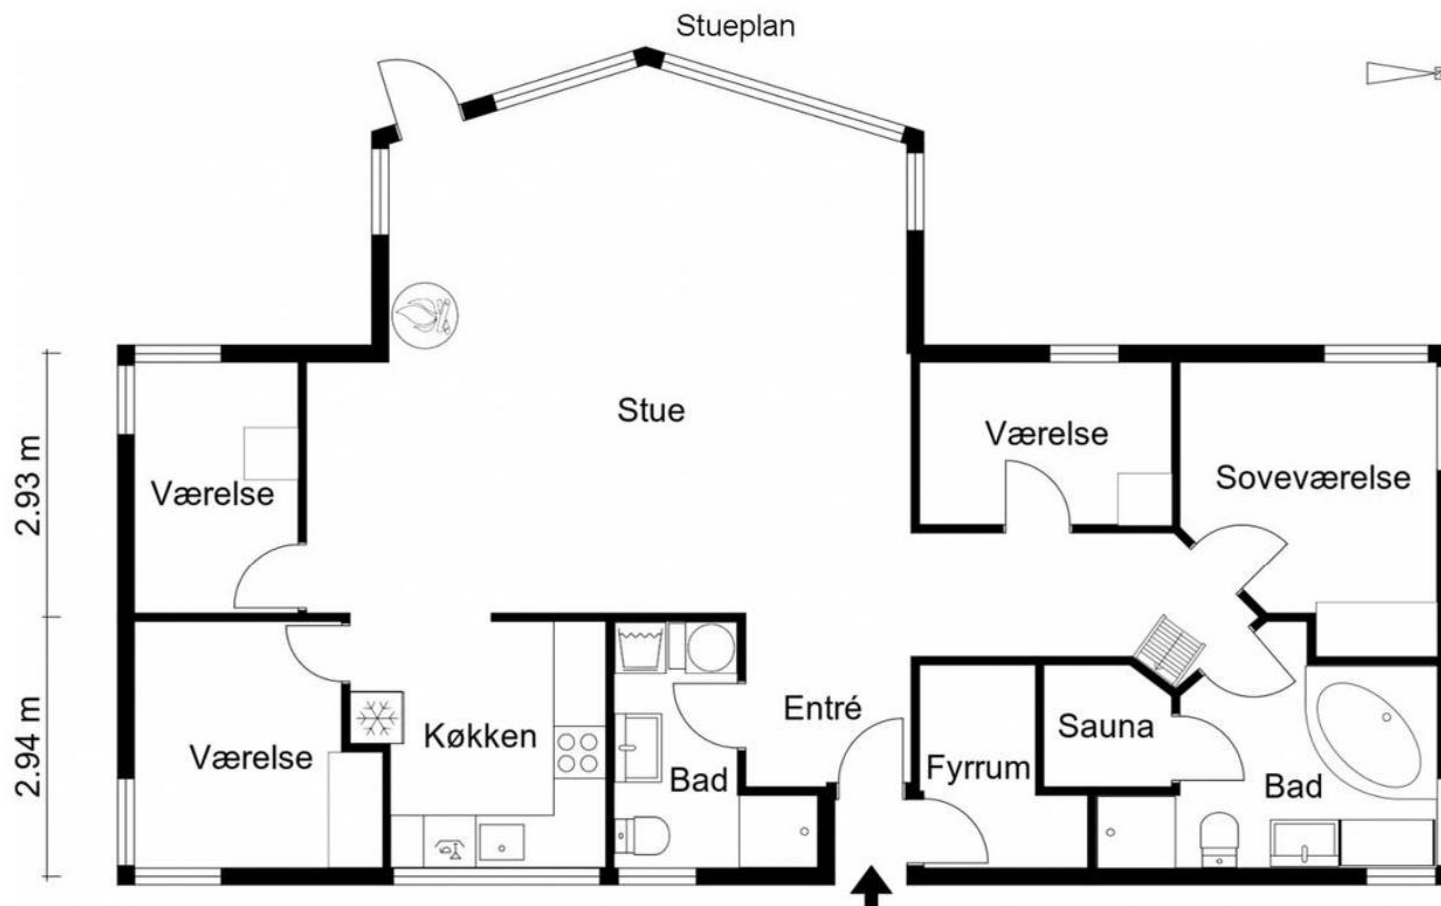 Stueplan
Stue
Værelse
Soveværelse
Værelse
2.93 m
Entré
Køkken
Værelse
2.94 m
Bad
Fyrrum
Sauna
Bad